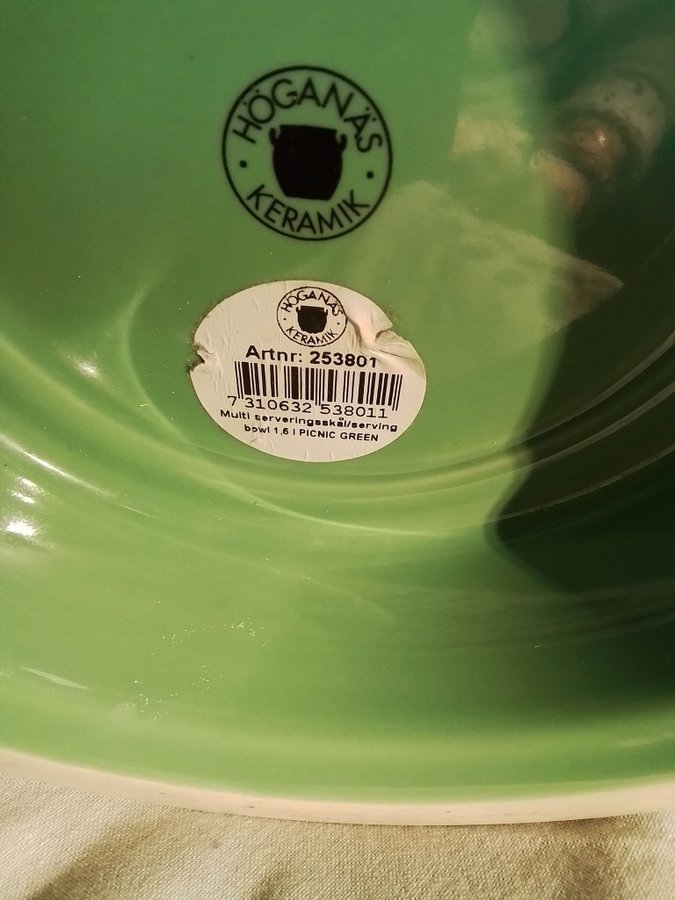 HÖGANÄS
KERAMIK
HÖGANÄS
KERAMIK
Artnr: 253801
7 310632 538011
Multi serveringsskål/serving
bowl 1,6 l PICNIC GREEN